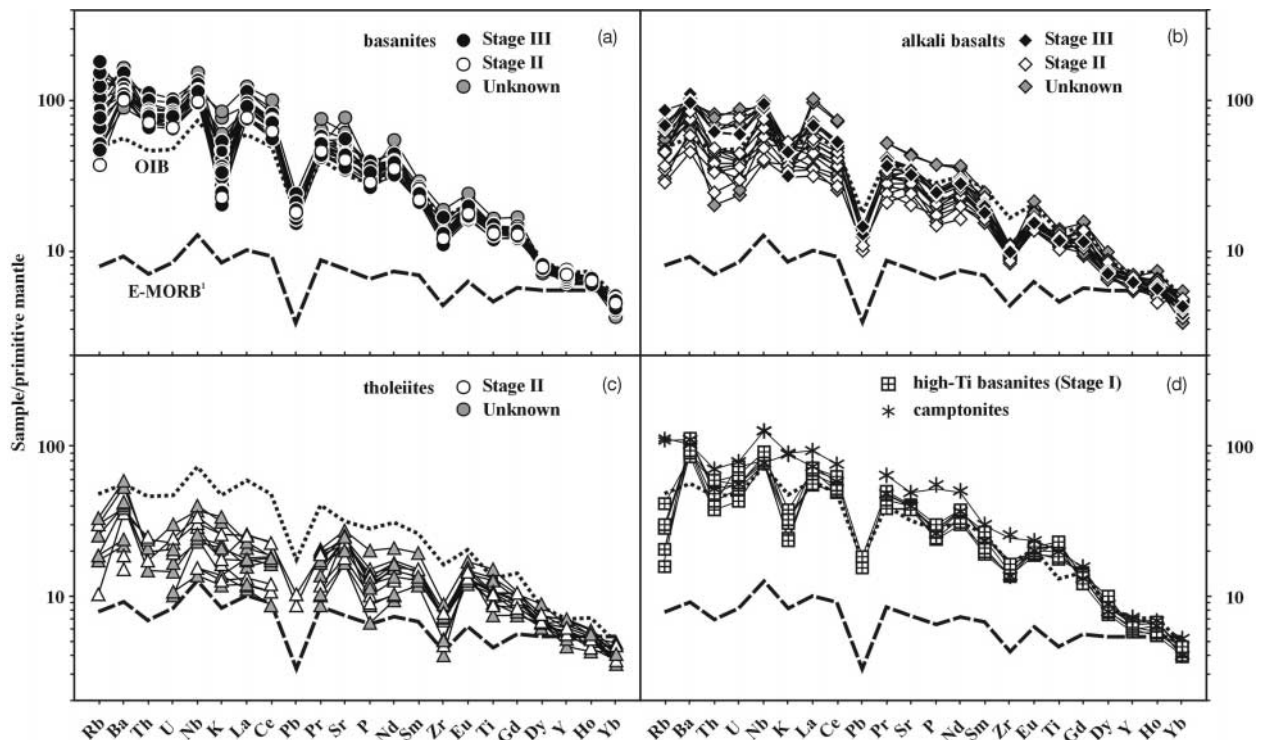 basanites
Stage III
Stage II
Unknown
(a)
OIB
E-MORB¹
100
10
alkali basalts
Stage III
Stage II
Unknown
(b)
100
10
Sample/primitive mantle
tholeiites
Stage II
Unknown
(c)
100
10
high-Ti basanites (Stage I)
camptonites
(d)
100
10
Rb Ba Th U Nb K La Ce Pb Pr Sr P Nd Sm Zr Eu Ti Gd Dy Y Ho Yb
Rb Ba Th U Nb K La Ce Pb Pr Sr P Nd Sm Zr Eu Ti Gd Dy Y Ho Yb